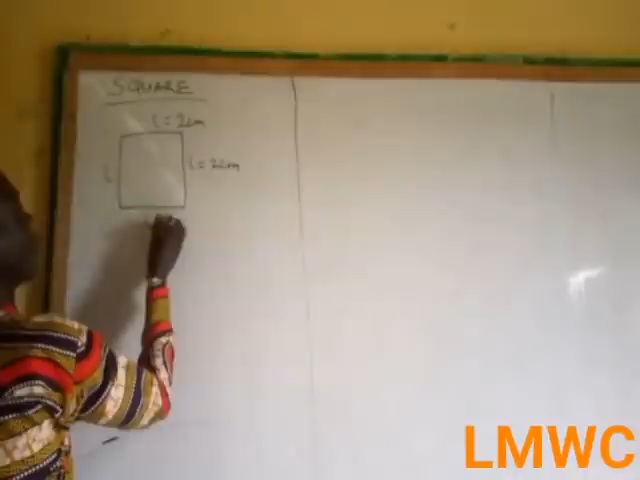 SQUARE
l = 2cm
l
l = 2cm
LMWC